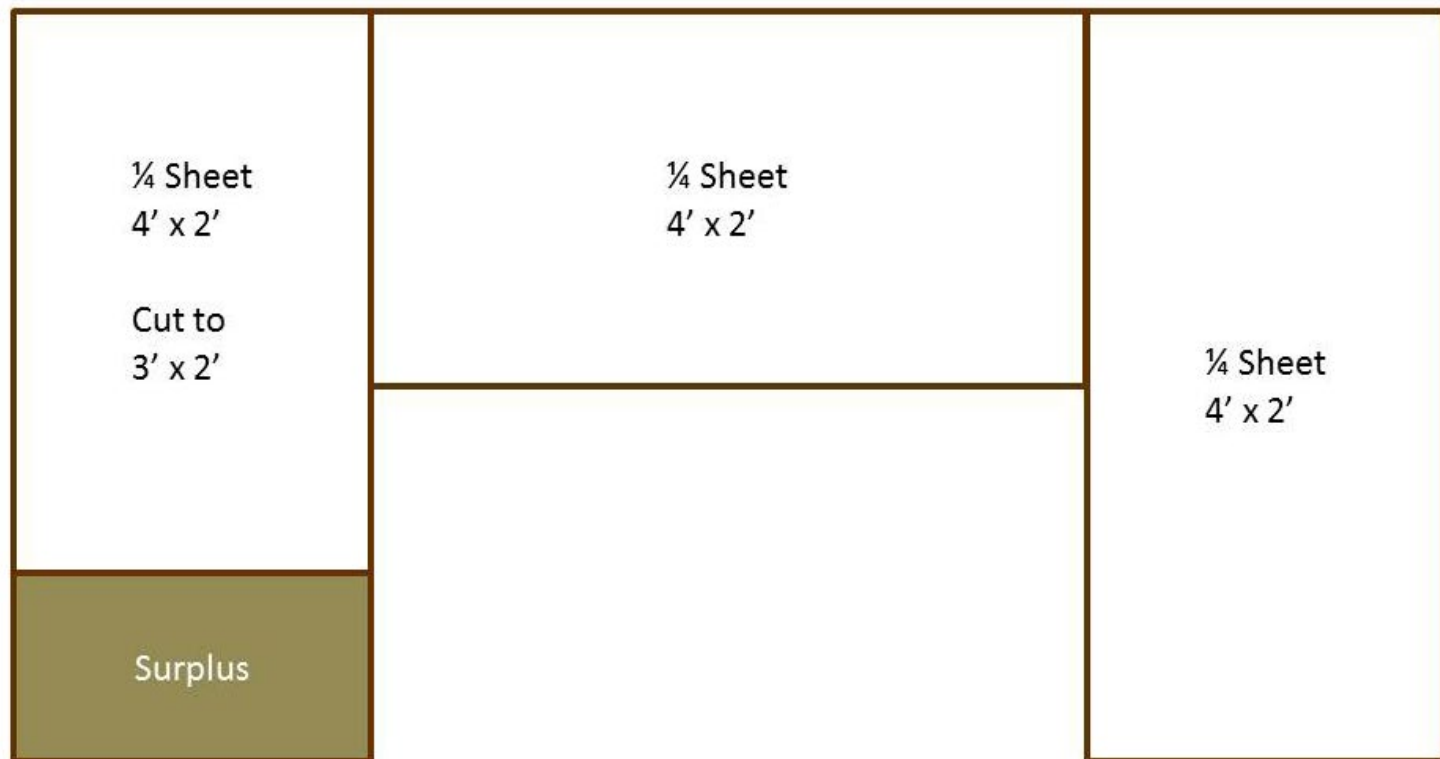 ¼ Sheet
4’ x 2’
Cut to
3’ x 2’
Surplus
¼ Sheet
4’ x 2’
¼ Sheet
4’ x 2’